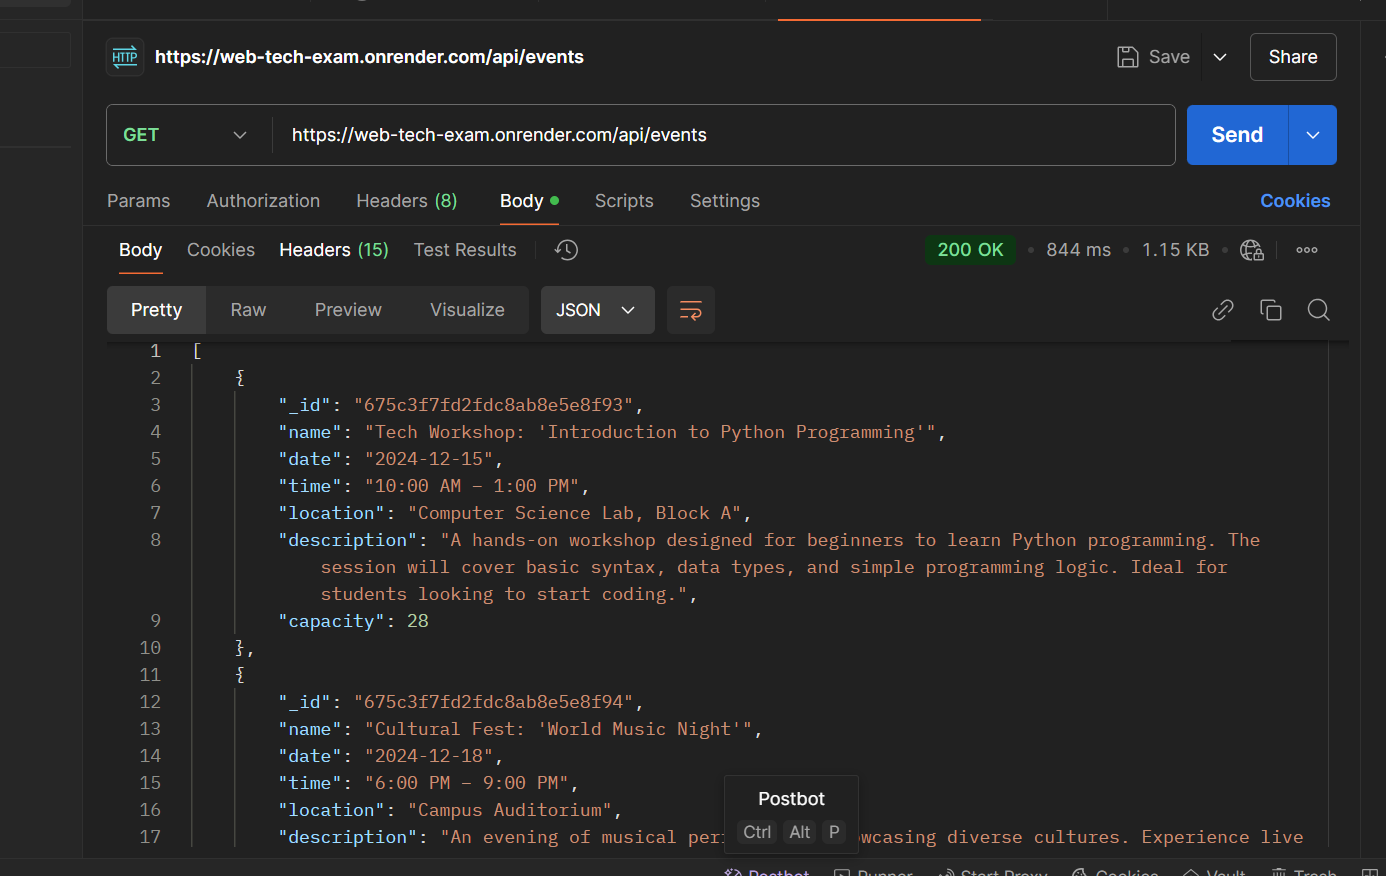 HTTP https://web-tech-exam.onrender.com/api/events Save Share
GET https://web-tech-exam.onrender.com/api/events Send
Params Authorization Headers (8) Body Scripts Settings Cookies
Body Cookies Headers (15) Test Results 200 OK 844 ms 1.15 KB
Pretty Raw Preview Visualize JSON
1 [
2 {
3 "_id": "675c3f7fd2fdc8ab8e5e8f93",
4 "name": "Tech Workshop: 'Introduction to Python Programming'",
5 "date": "2024-12-15",
6 "time": "10:00 AM – 1:00 PM",
7 "location": "Computer Science Lab, Block A",
8 "description": "A hands-on workshop designed for beginners to learn Python programming. The
session will cover basic syntax, data types, and simple programming logic. Ideal for
students looking to start coding.",
9 "capacity": 28
10 },
11 {
12 "_id": "675c3f7fd2fdc8ab8e5e8f94",
13 "name": "Cultural Fest: 'World Music Night'",
14 "date": "2024-12-18",
15 "time": "6:00 PM – 9:00 PM",
16 "location": "Campus Auditorium",
17 "description": "An evening of musical diverse cultures. Experience live
Postbot
Ctrl Alt P
Postbot Runner Start Proxy Cookies Vault Trash